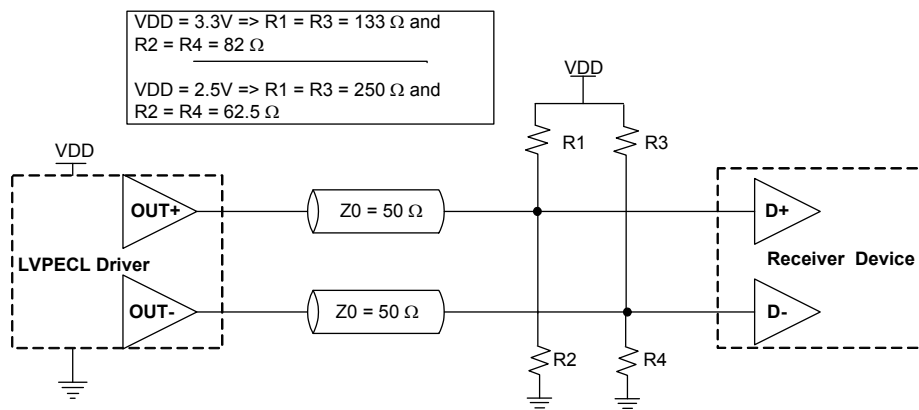 VDD = 3.3V => R1 = R3 = 133 Ω and
R2 = R4 = 82 Ω
VDD = 2.5V => R1 = R3 = 250 Ω and
R2 = R4 = 62.5 Ω
VDD
R1
R3
VDD
OUT+
Z0 = 50 Ω
D+
LVPECL Driver
Receiver Device
OUT-
Z0 = 50 Ω
D-
R2
R4